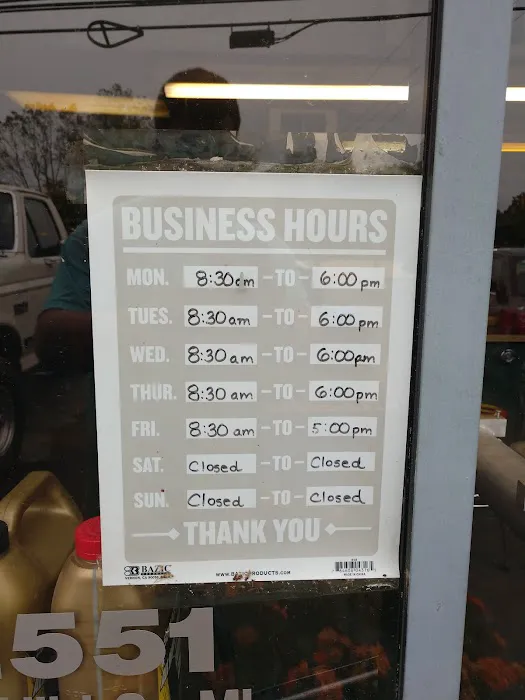 BUSINESS HOURS
MON. 8:30am - TO - 6:00pm
TUES. 8:30am - TO - 6:00pm
WED. 8:30am - TO - 6:00pm
THUR. 8:30am - TO - 6:00pm
FRI. 8:30am - TO - 5:00pm
SAT. Closed - TO - Closed
SUN. Closed - TO - Closed
THANK YOU
BAZIC
551